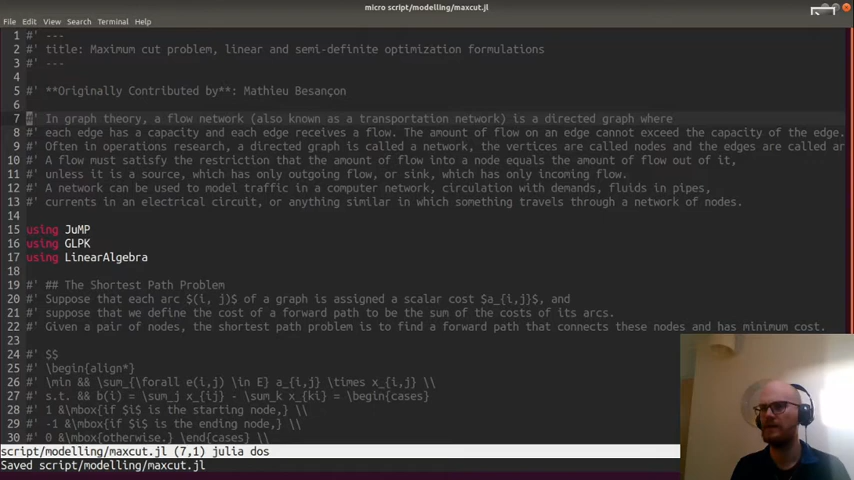 micro script/modelling/maxcut.jl
File Edit View Search Terminal Help
1 #' ---
2 #' title: Maximum cut problem, linear and semi-definite optimization formulations
3 #' ---
4
5 #' **Originally Contributed by**: Mathieu Besançon
6
7 #' In graph theory, a flow network (also known as a transportation network) is a directed graph where
8 #' each edge has a capacity and each edge receives a flow. The amount of flow on an edge cannot exceed the capacity of the edge.
9 #' Often in operations research, a directed graph is called a network, the vertices are called nodes and the edges are called ar
10 #' A flow must satisfy the restriction that the amount of flow into a node equals the amount of flow out of it,
11 #' unless it is a source, which has only outgoing flow, or sink, which has only incoming flow.
12 #' A network can be used to model traffic in a computer network, circulation with demands, fluids in pipes,
13 #' currents in an electrical circuit, or anything similar in which something travels through a network of nodes.
14
15 using JuMP
16 using GLPK
17 using LinearAlgebra
18
19 #' ## The Shortest Path Problem
20 #' Suppose that each arc $(i, j)$ of a graph is assigned a scalar cost $a_{i,j}$, and
21 #' suppose that we define the cost of a forward path to be the sum of the costs of its arcs.
22 #' Given a pair of nodes, the shortest path problem is to find a forward path that connects these nodes and has minimum cost.
23
24 #' $$
25 #' \begin{align*}
26 #' \min && \sum_{\forall e(i,j) \in E} a_{i,j} \times x_{i,j} \\
27 #' s.t. && b(i) = \sum_j x_{ij} - \sum_k x_{ki} = \begin{cases}
28 #' 1 &\mbox{if $i$ is the starting node,} \\
29 #' -1 &\mbox{if $i$ is the ending node,} \\
30 #' 0 &\mbox{otherwise.} \end{cases} \\
script/modelling/maxcut.jl (7,1) julia dos
Saved script/modelling/maxcut.jl